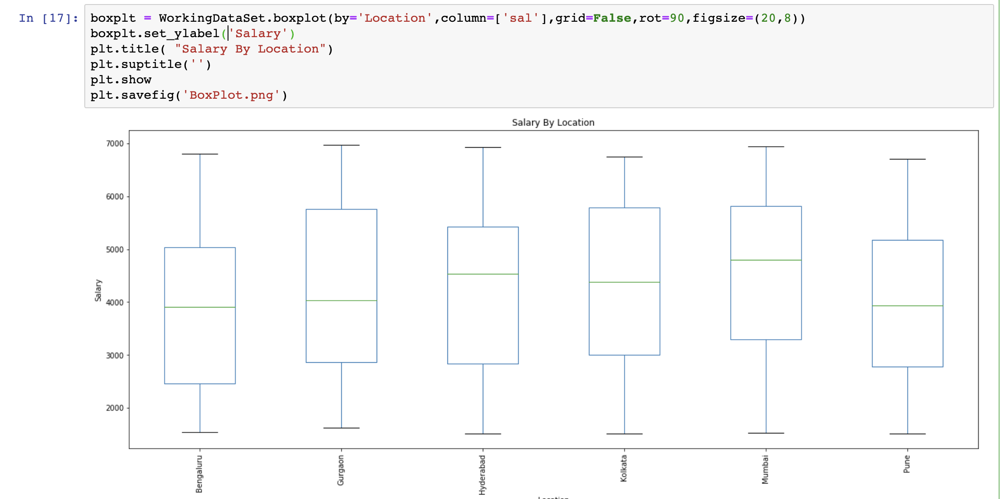 In [17]: boxplt = WorkingDataSet.boxplot(by='Location',column=['sal'],grid=False,rot=90,figsize=(20,8))
boxplt.set_ylabel('Salary')
plt.title( "Salary By Location")
plt.suptitle('')
plt.show
plt.savefig('BoxPlot.png')
Salary By Location
7000
6000
5000
4000
3000
2000
Salary
Bengaluru
Gurgaon
Hyderabad
Kolkata
Mumbai
Pune
Location